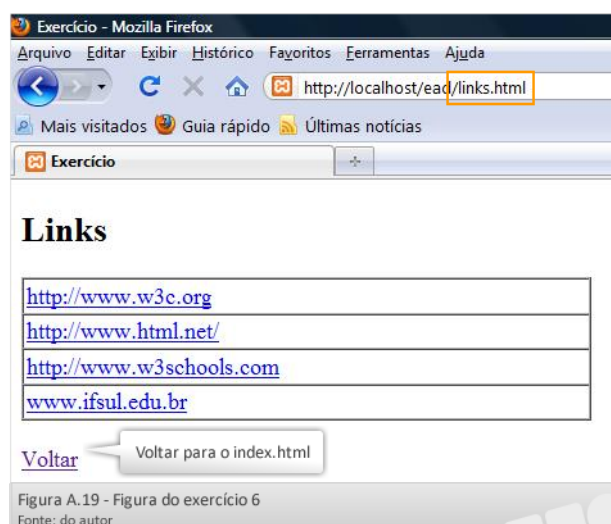 Exercício - Mozilla Firefox
Arquivo Editar Exibir Histórico Favoritos Ferramentas Ajuda
http://localhost/ead/links.html
Mais visitados Guia rápido Últimas notícias
Exercício
Links
http://www.w3c.org
http://www.html.net/
http://www.w3schools.com
www.ifsul.edu.br
Voltar
Voltar para o index.html
Figura A.19 - Figura do exercício 6
Fonte: do autor